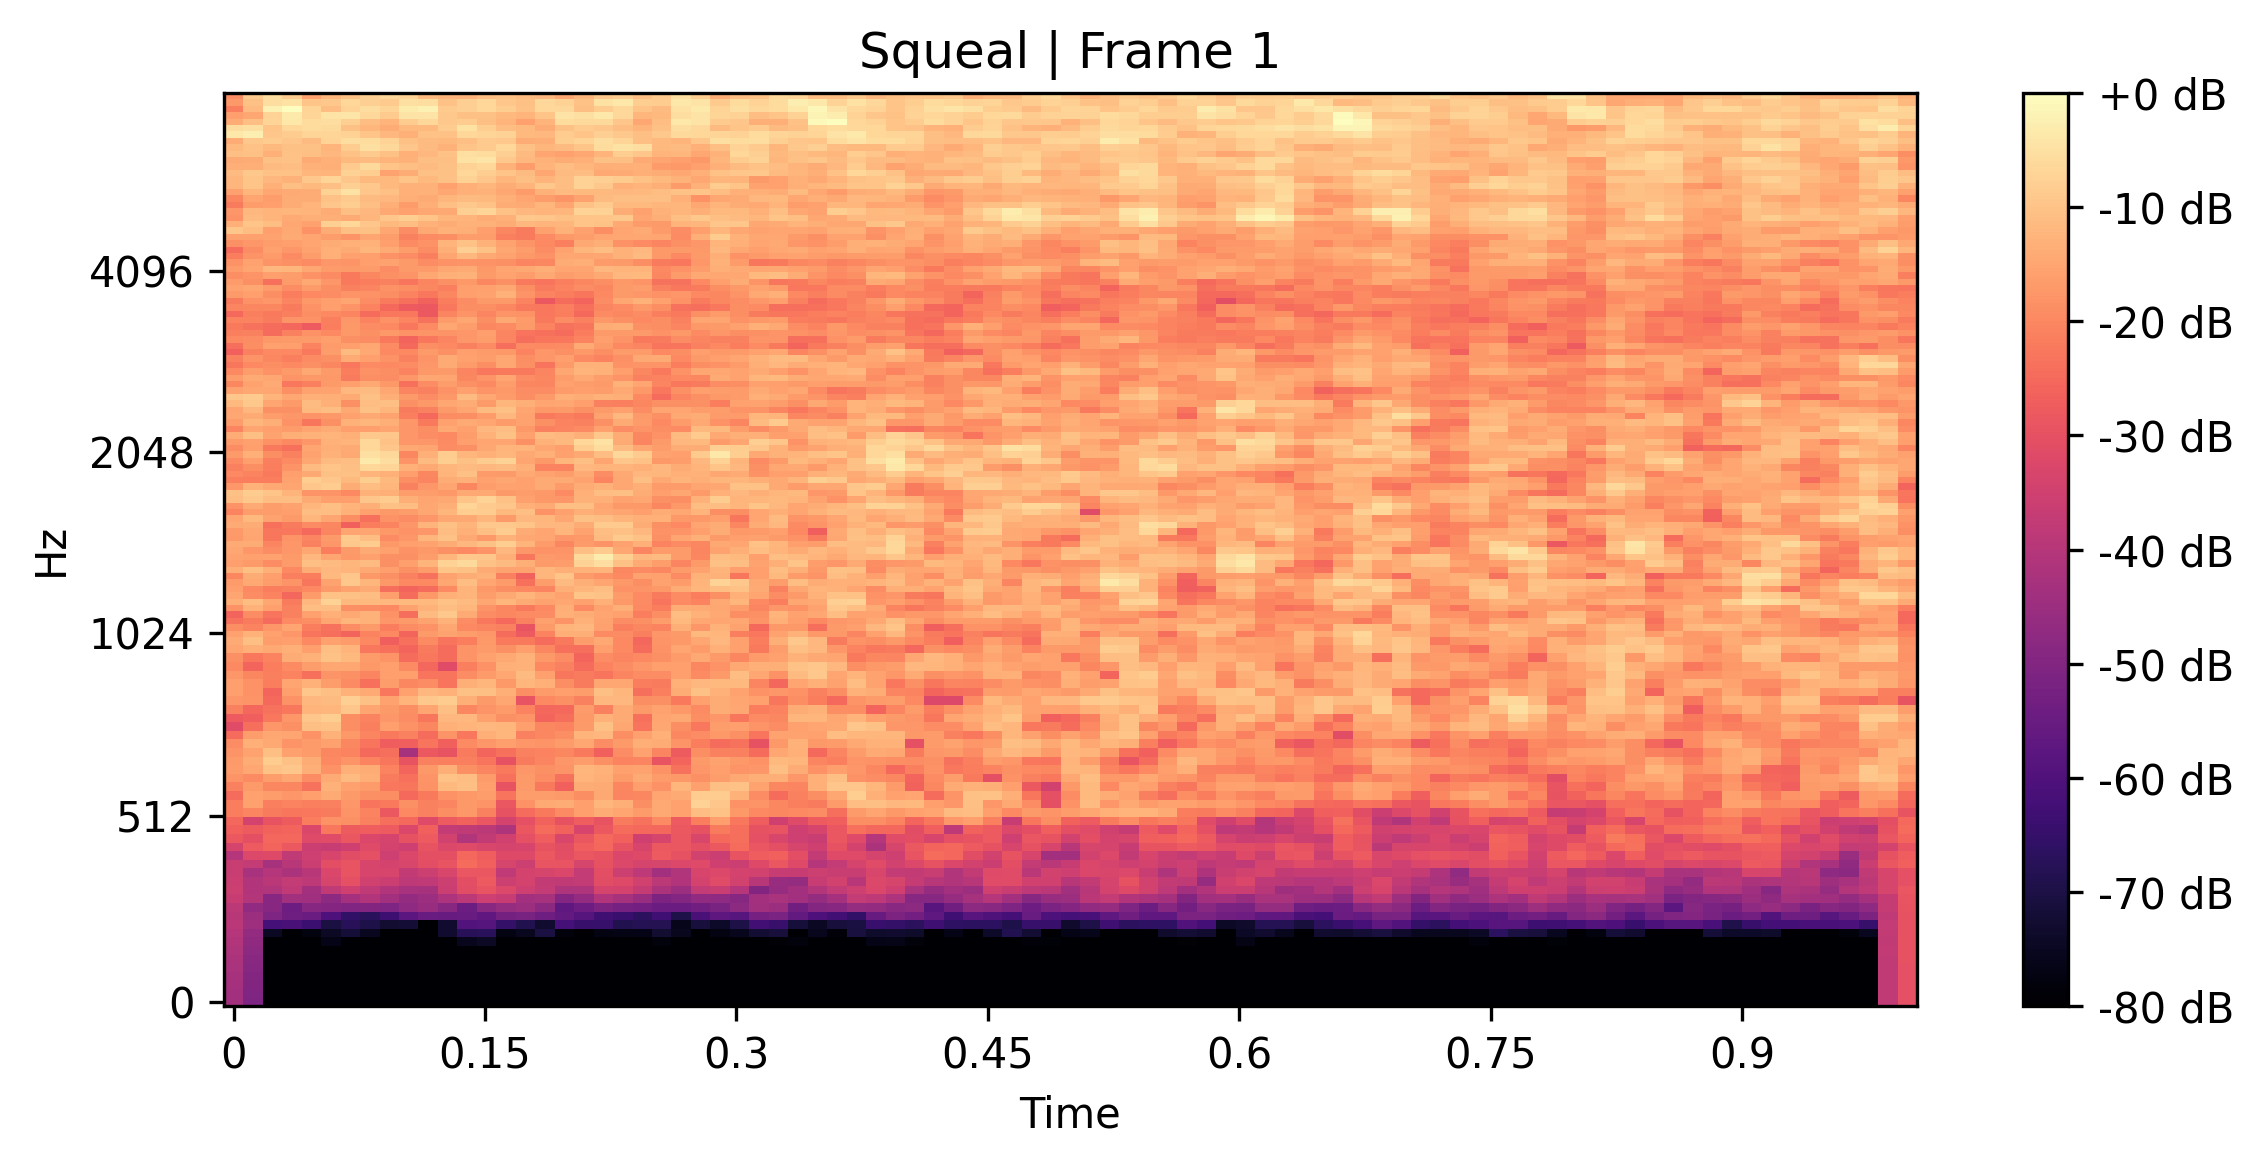 Squeal | Frame 1
+0 dB
-10 dB
4096
-20 dB
-30 dB
2048
Hz
-40 dB
1024
-50 dB
-60 dB
512
-70 dB
0
-80 dB
0 0.15 0.3 0.45 0.6 0.75 0.9
Time